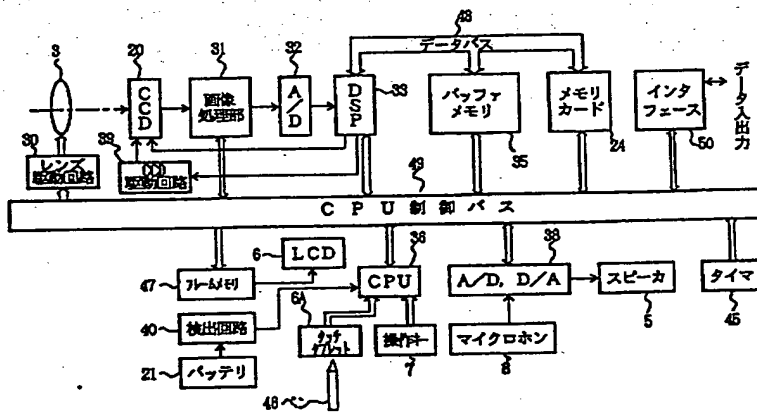 43
データバス
3
20
31
32
33
CCD
画像
処理部
A/D
DSP
バッファ
メモリ
35
メモリ
カード
24
インタ
フェース
50
データ入出力
30
レンズ
駆動回路
39
駆動回路
49
CPU制御バス
47
フレームメモリ
6
LCD
36
CPU
38
A/D, D/A
スピーカ
5
タイマ
45
40
検出回路
6A
タッチ
タブレット
操作キー
7
マイクロホン
8
21
バッテリ
48
ペン